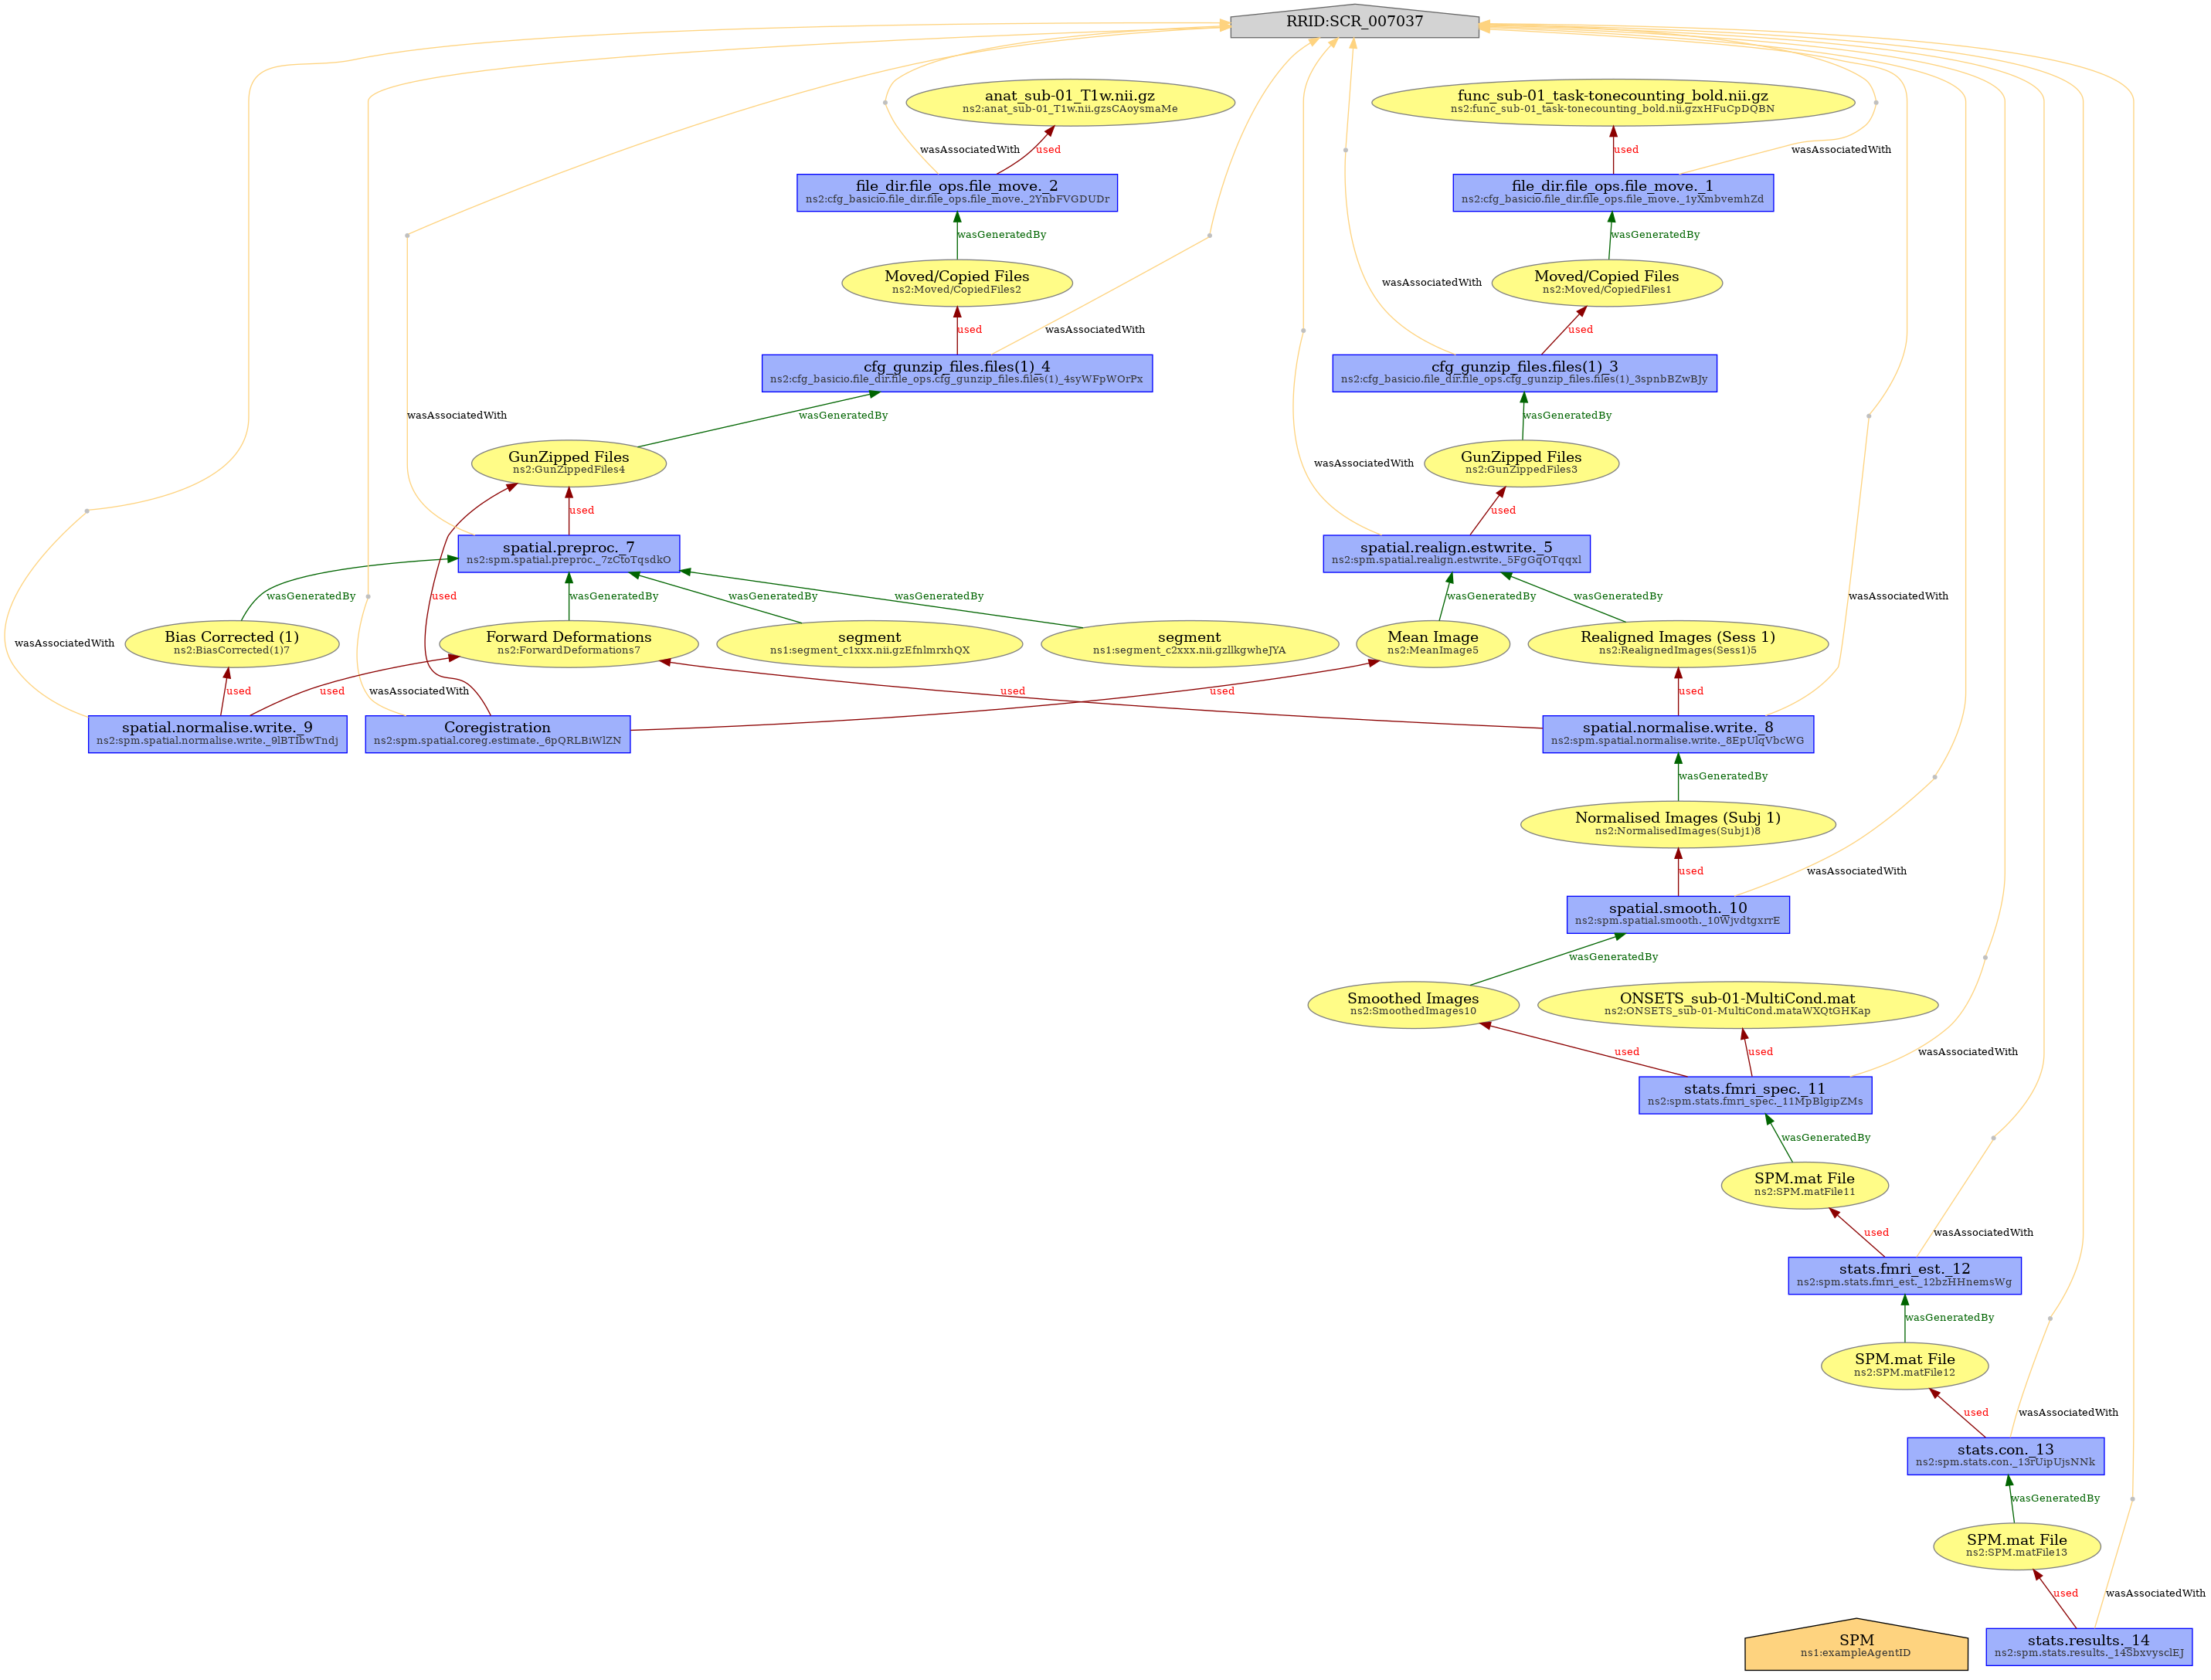 RRID:SCR_007037
anat_sub-01_T1w.nii.gz
ns2:anat_sub-01_T1w.nii.gzsCAoysmaMe
func_sub-01_task-tonecounting_bold.nii.gz
ns2:func_sub-01_task-tonecounting_bold.nii.gzxHFuCpDQBN
wasAssociatedWith
used
used
wasAssociatedWith
file_dir.file_ops.file_move._2
ns2:cfg_basicio.file_dir.file_ops.file_move._2YnbFVGDUDr
file_dir.file_ops.file_move._1
ns2:cfg_basicio.file_dir.file_ops.file_move._1yXmbvemhZd
wasGeneratedBy
wasGeneratedBy
Moved/Copied Files
ns2:Moved/CopiedFiles2
wasAssociatedWith
Moved/Copied Files
ns2:Moved/CopiedFiles1
used
wasAssociatedWith
used
cfg_gunzip_files.files(1)_4
ns2:cfg_basicio.file_dir.file_ops.cfg_gunzip_files.files(1)_4syWFpWOrPx
cfg_gunzip_files.files(1)_3
ns2:cfg_basicio.file_dir.file_ops.cfg_gunzip_files.files(1)_3spnbBZwBJy
wasAssociatedWith
wasGeneratedBy
wasGeneratedBy
GunZipped Files
ns2:GunZippedFiles4
wasAssociatedWith
GunZipped Files
ns2:GunZippedFiles3
used
used
spatial.preproc._7
ns2:spm.spatial.preproc._7zCtoTqsdkO
spatial.realign.estwrite._5
ns2:spm.spatial.realign.estwrite._5FgGqOTqqxl
wasGeneratedBy
used
wasGeneratedBy
wasGeneratedBy
wasGeneratedBy
wasGeneratedBy
wasGeneratedBy
wasAssociatedWith
wasAssociatedWith
Bias Corrected (1)
ns2:BiasCorrected(1)7
Forward Deformations
ns2:ForwardDeformations7
segment
ns1:segment_c1xxx.nii.gzEfnlmrxhQX
segment
ns1:segment_c2xxx.nii.gzllkgwheJYA
Mean Image
ns2:MeanImage5
Realigned Images (Sess 1)
ns2:RealignedImages(Sess1)5
used
used
wasAssociatedWith
used
used
used
spatial.normalise.write._9
ns2:spm.spatial.normalise.write._9lBTIbwTndj
Coregistration
ns2:spm.spatial.coreg.estimate._6pQRLBiWlZN
spatial.normalise.write._8
ns2:spm.spatial.normalise.write._8EpUlqVbcWG
wasGeneratedBy
Normalised Images (Subj 1)
ns2:NormalisedImages(Subj1)8
used
wasAssociatedWith
spatial.smooth._10
ns2:spm.spatial.smooth._10WjvdtgxrrE
wasGeneratedBy
Smoothed Images
ns2:SmoothedImages10
ONSETS_sub-01-MultiCond.mat
ns2:ONSETS_sub-01-MultiCond.mataWXQtGHKap
used
used
wasAssociatedWith
stats.fmri_spec._11
ns2:spm.stats.fmri_spec._11MpBlgipZMs
wasGeneratedBy
SPM.mat File
ns2:SPM.matFile11
used
wasAssociatedWith
stats.fmri_est._12
ns2:spm.stats.fmri_est._12bzHHnemsWg
wasGeneratedBy
SPM.mat File
ns2:SPM.matFile12
used
wasAssociatedWith
stats.con._13
ns2:spm.stats.con._13rUipUjsNNk
wasGeneratedBy
SPM.mat File
ns2:SPM.matFile13
used
wasAssociatedWith
SPM
ns1:exampleAgentID
stats.results._14
ns2:spm.stats.results._14SbxvysclEJ